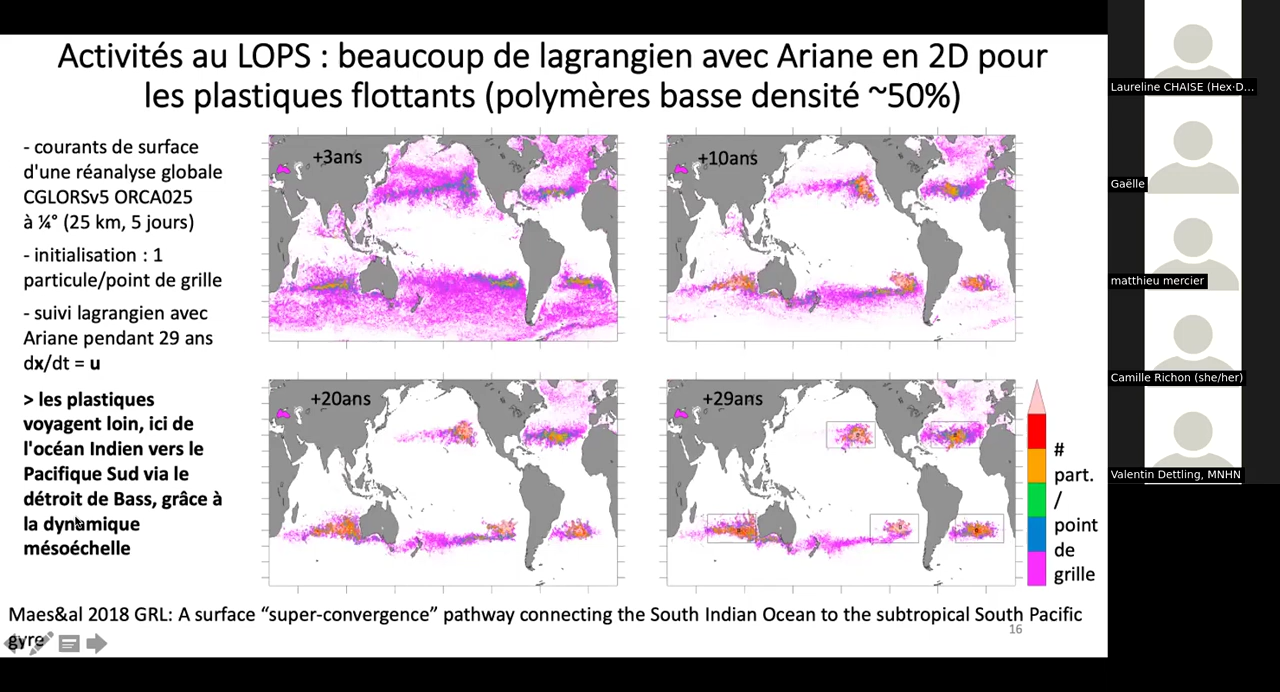 Activités au LOPS : beaucoup de lagrangien avec Ariane en 2D pour
les plastiques flottants (polymères basse densité ~50%)
- courants de surface
d'une réanalyse globale
CGLORSv5 ORCA025
à ¼° (25 km, 5 jours)
- initialisation : 1
particule/point de grille
- suivi lagrangien avec
Ariane pendant 29 ans
dx/dt = u
> les plastiques
voyagent loin, ici de
l'océan Indien vers le
Pacifique Sud via le
détroit de Bass, grâce à
la dynamique
mésoéchelle
+3ans
+10ans
+20ans
+29ans
#
part.
/
point
de
grille
Maes&al 2018 GRL: A surface “super-convergence” pathway connecting the South Indian Ocean to the subtropical South Pacific
gyre
16
Laureline CHAISE (Hex·D...
Gaëlle
matthieu mercier
Camille Richon (she/her)
Valentin Dettling, MNHN